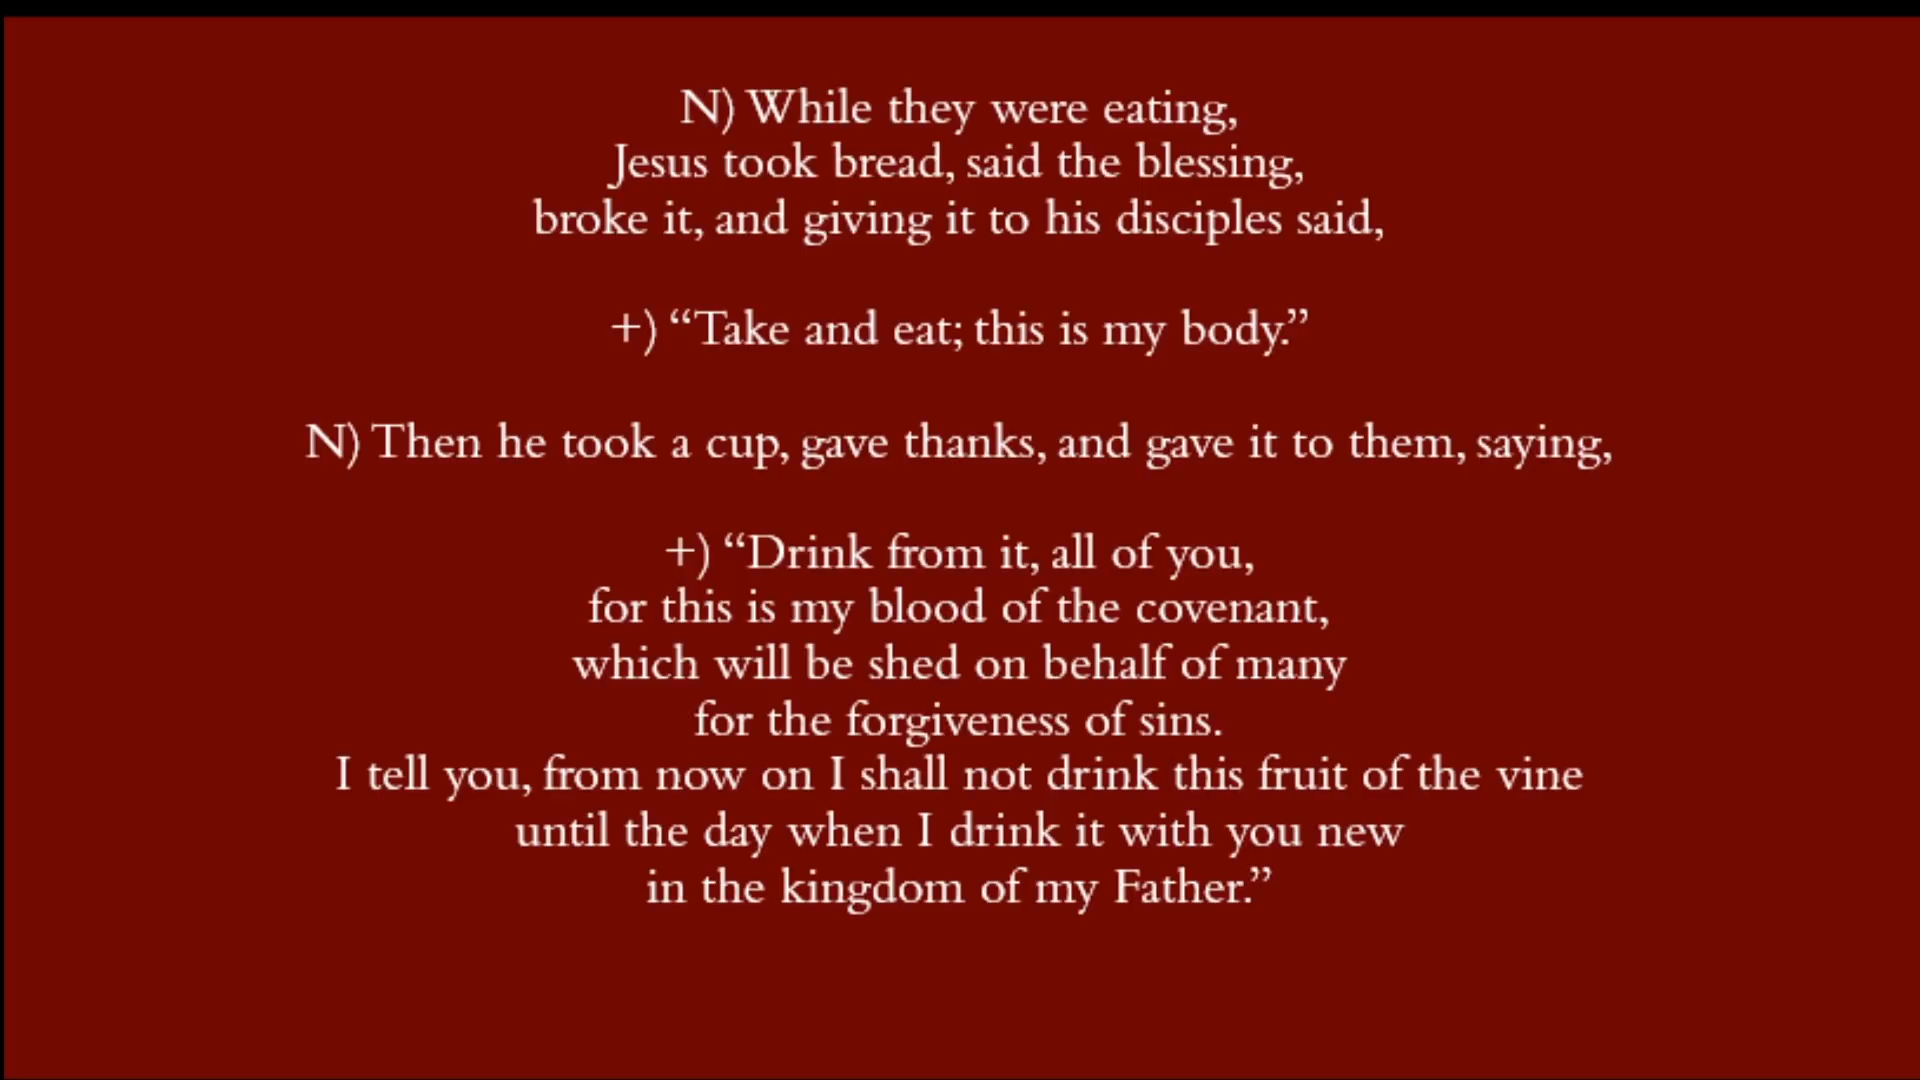 N) While they were eating,
Jesus took bread, said the blessing,
broke it, and giving it to his disciples said,
+) “Take and eat; this is my body.”
N) Then he took a cup, gave thanks, and gave it to them, saying,
+) “Drink from it, all of you,
for this is my blood of the covenant,
which will be shed on behalf of many
for the forgiveness of sins.
I tell you, from now on I shall not drink this fruit of the vine
until the day when I drink it with you new
in the kingdom of my Father.”